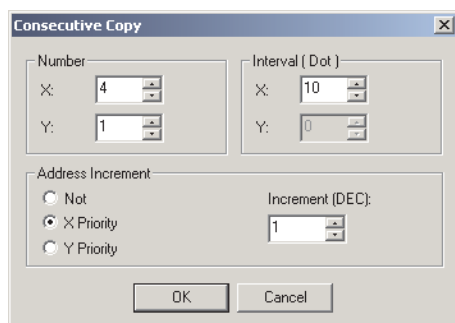 Consecutive Copy
Number
X: 4
Y: 1
Interval ( Dot )
X: 10
Y: 0
Address Increment
Not
X Priority
Y Priority
Increment (DEC):
1
OK Cancel